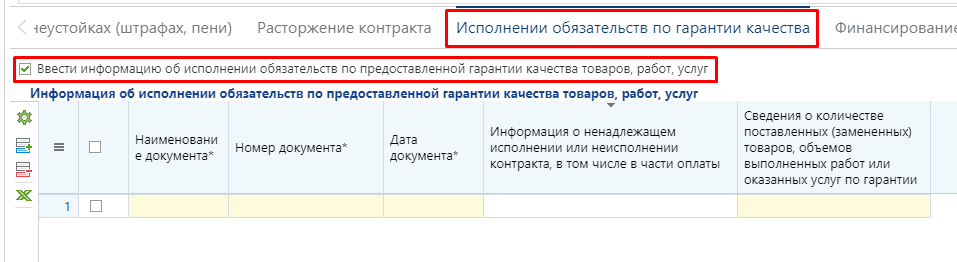 неустойках (штрафах, пени) Расторжение контракта Исполнении обязательств по гарантии качества Финансирование
Ввести информацию об исполнении обязательств по предоставленной гарантии качества товаров, работ, услуг
Информация об исполнении обязательств по предоставленной гарантии качества товаров, работ, услуг
Наименовани
е документа*
Номер документа*
Дата
документа*
Информация о ненадлежащем
исполнении или неисполнении
контракта, в том числе в части оплаты
Сведения о количестве
поставленных (замененных)
товаров, объемов
выполненных работ или
оказанных услуг по гарантии
1